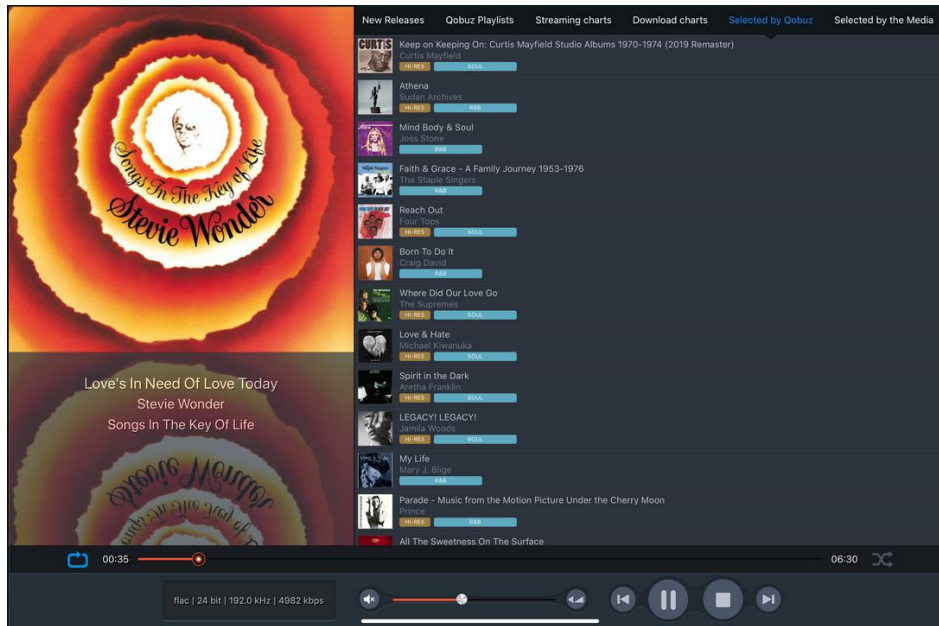 New Releases
Qobuz Playlists
Streaming charts
Download charts
Selected by Qobuz
Selected by the Media
Songs In The Key of Life
Stevie Wonder
Love's In Need Of Love Today
Stevie Wonder
Songs In The Key Of Life
CURTIS
Keep on Keeping On: Curtis Mayfield Studio Albums 1970-1974 (2019 Remaster)
Curtis Mayfield
HI-RES SOUL
Athena
Sudan Archives
HI-RES R&B
Mind Body & Soul
Joss Stone
R&B
Faith & Grace - A Family Journey 1953-1976
The Staple Singers
R&B
Reach Out
Four Tops
HI-RES SOUL
Born To Do It
Craig David
R&B
Where Did Our Love Go
The Supremes
HI-RES SOUL
Love & Hate
Michael Kiwanuka
HI-RES SOUL
Spirit in the Dark
Aretha Franklin
HI-RES SOUL
LEGACY! LEGACY!
Jamila Woods
HI-RES SOUL
My Life
Mary J. Blige
R&B
Parade - Music from the Motion Picture Under the Cherry Moon
Prince
HI-RES R&B
All The Sweetness On The Surface
00:35
06:30
flac | 24 bit | 192.0 kHz | 4982 kbps